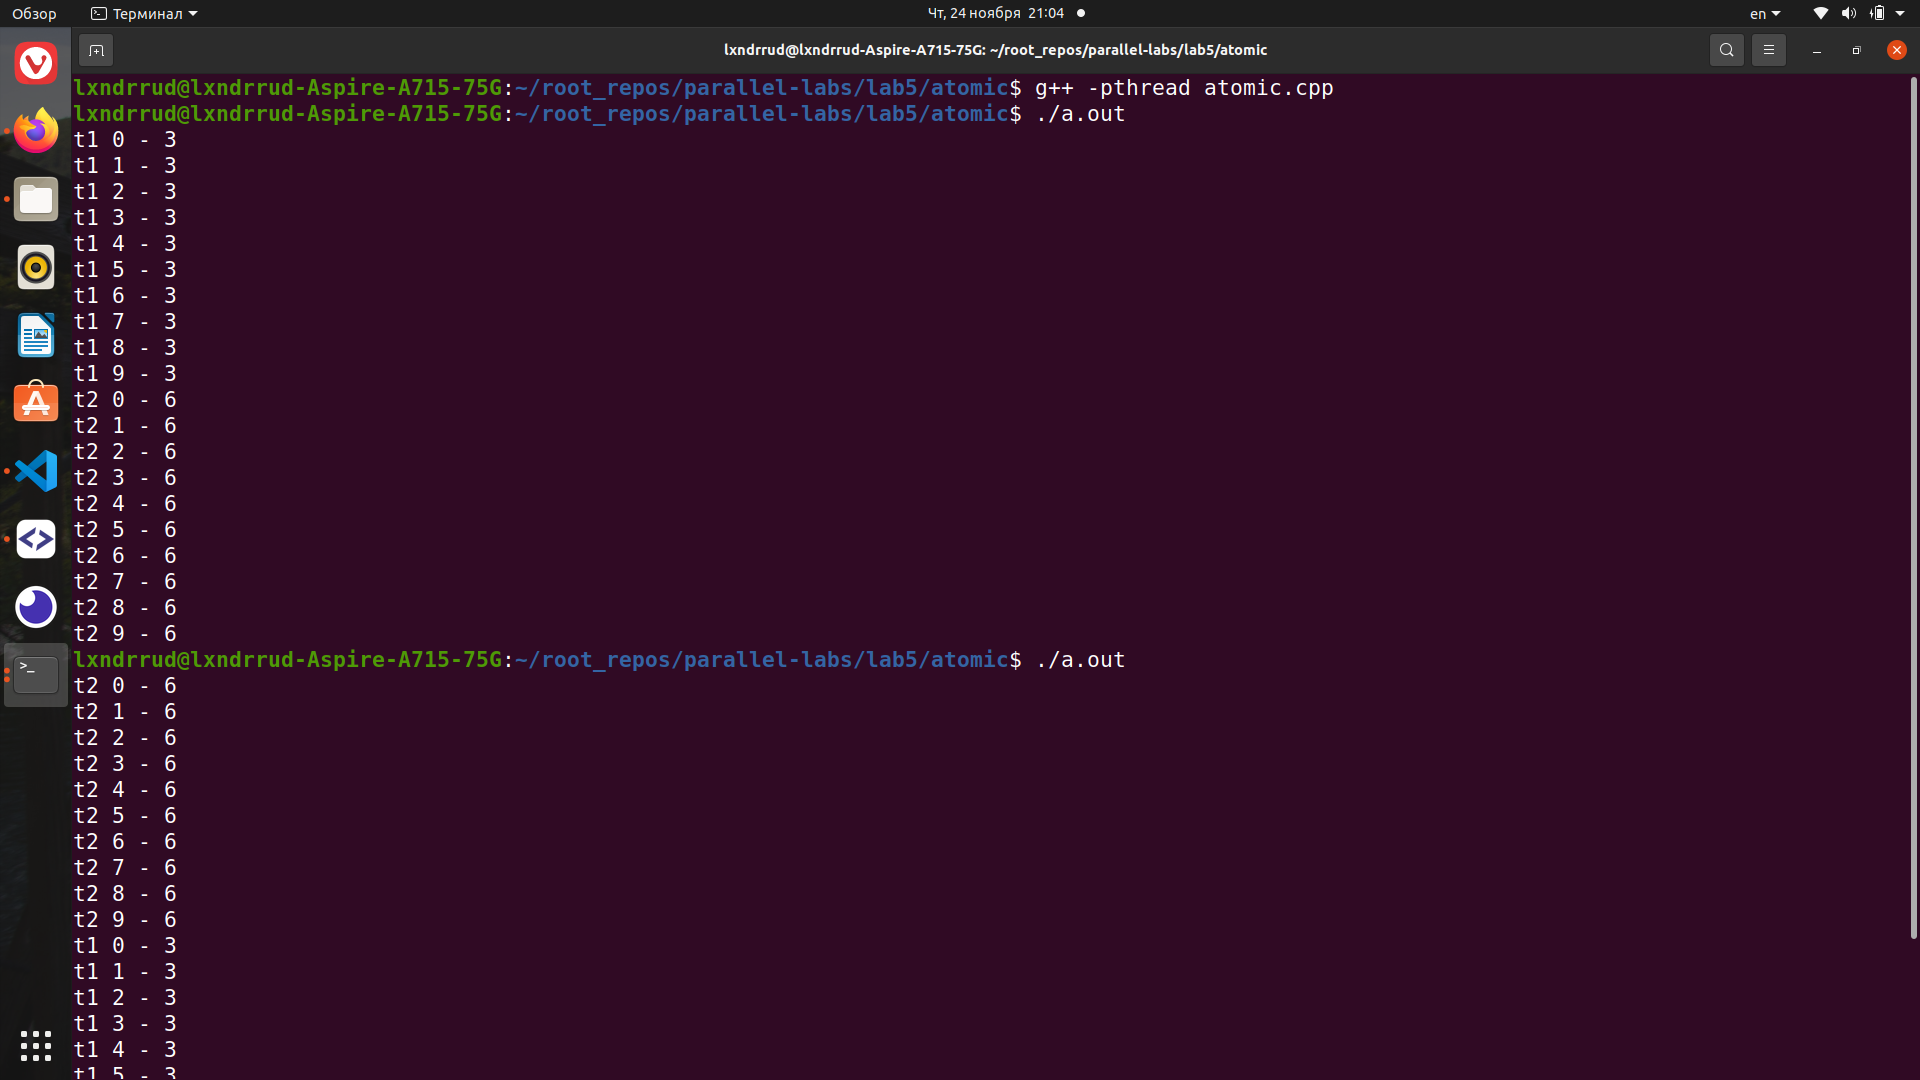 Обзор
Терминал
Чт, 24 ноября 21:04
en
lxndrrud@lxndrrud-Aspire-A715-75G: ~/root_repos/parallel-labs/lab5/atomic
lxndrrud@lxndrrud-Aspire-A715-75G:~/root_repos/parallel-labs/lab5/atomic$ g++ -pthread atomic.cpp
lxndrrud@lxndrrud-Aspire-A715-75G:~/root_repos/parallel-labs/lab5/atomic$ ./a.out
t1 0 - 3
t1 1 - 3
t1 2 - 3
t1 3 - 3
t1 4 - 3
t1 5 - 3
t1 6 - 3
t1 7 - 3
t1 8 - 3
t1 9 - 3
t2 0 - 6
t2 1 - 6
t2 2 - 6
t2 3 - 6
t2 4 - 6
t2 5 - 6
t2 6 - 6
t2 7 - 6
t2 8 - 6
t2 9 - 6
lxndrrud@lxndrrud-Aspire-A715-75G:~/root_repos/parallel-labs/lab5/atomic$ ./a.out
t2 0 - 6
t2 1 - 6
t2 2 - 6
t2 3 - 6
t2 4 - 6
t2 5 - 6
t2 6 - 6
t2 7 - 6
t2 8 - 6
t2 9 - 6
t1 0 - 3
t1 1 - 3
t1 2 - 3
t1 3 - 3
t1 4 - 3
t1 5 - 3